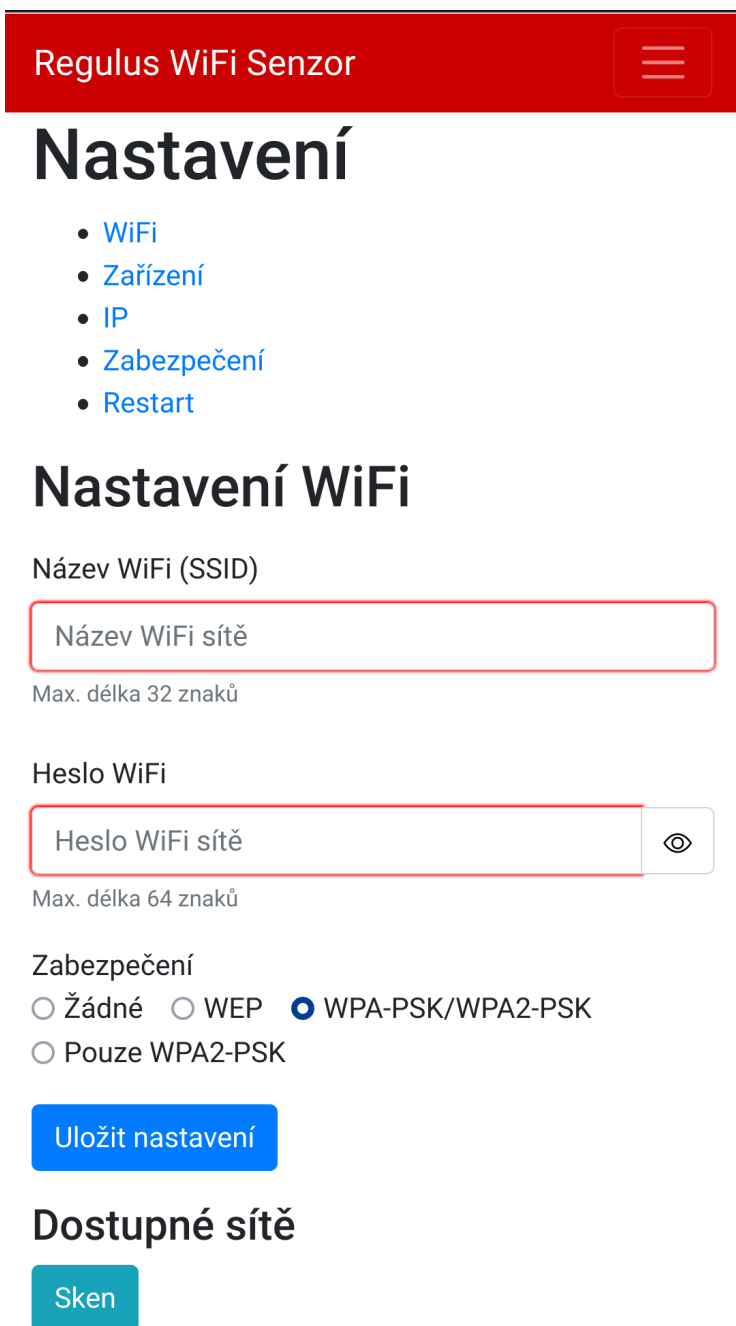 Regulus WiFi Senzor
Nastavení
WiFi
Zařízení
IP
Zabezpečení
Restart
Nastavení WiFi
Název WiFi (SSID)
Název WiFi sítě
Max. délka 32 znaků
Heslo WiFi
Heslo WiFi sítě
Max. délka 64 znaků
Zabezpečení
Žádné WEP WPA-PSK/WPA2-PSK
Pouze WPA2-PSK
Uložit nastavení
Dostupné sítě
Sken